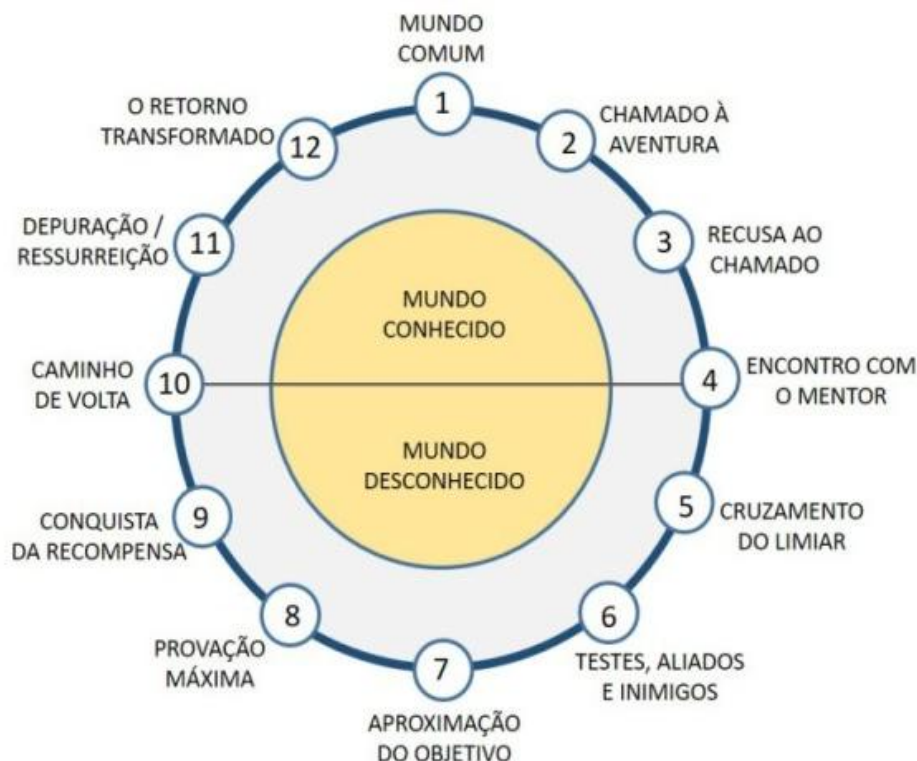 MUNDO
COMUM
1
CHAMADO À
AVENTURA
2
RECUSA AO
CHAMADO
3
ENCONTRO COM
O MENTOR
4
CRUZAMENTO
DO LIMIAR
5
TESTES, ALIADOS
E INIMIGOS
6
APROXIMAÇÃO
DO OBJETIVO
7
PROVAÇÃO
MÁXIMA
8
CONQUISTA
DA RECOMPENSA
9
CAMINHO
DE VOLTA
10
DEPURAÇÃO /
RESSURREIÇÃO
11
O RETORNO
TRANSFORMADO
12
MUNDO
CONHECIDO
MUNDO
DESCONHECIDO